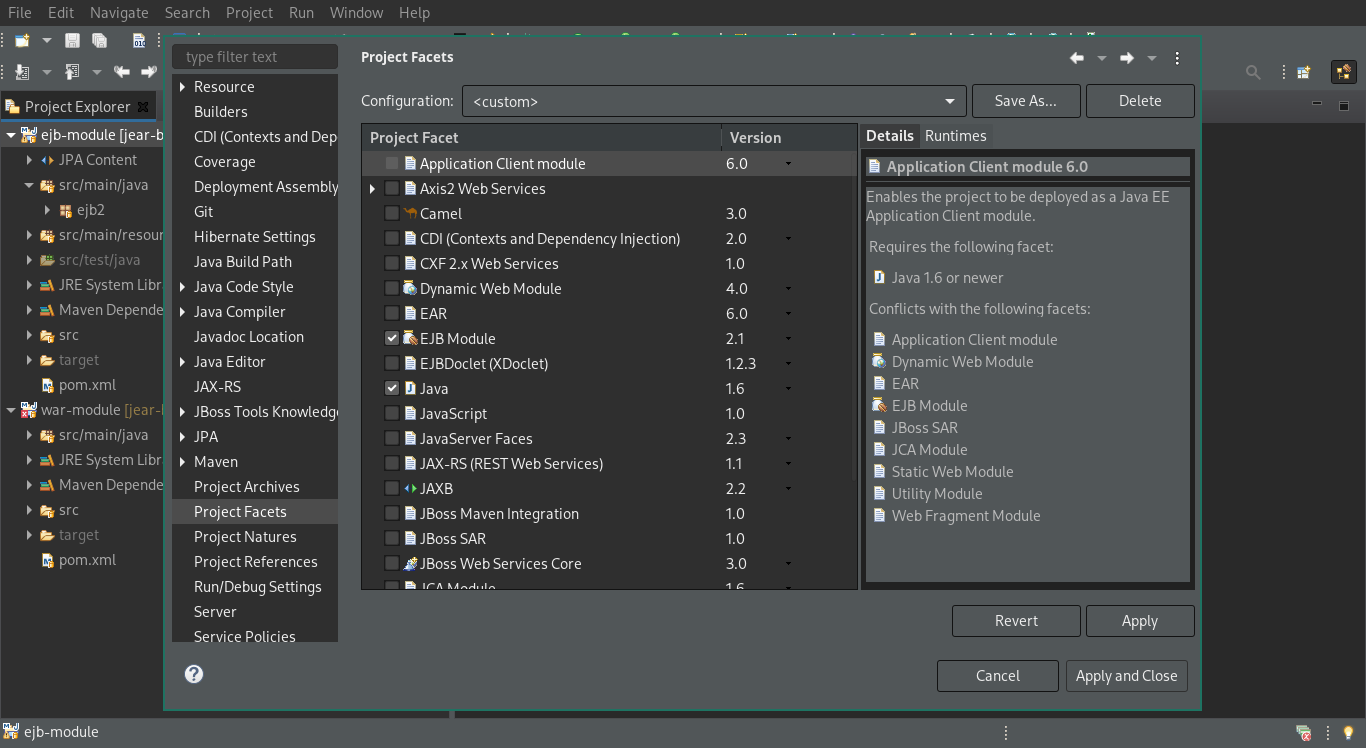 File Edit Navigate Search Project Run Window Help
type filter text
Project Facets
Configuration: <custom> Save As... Delete
Project Explorer
ejb-module [jear-b
JPA Content
src/main/java
ejb2
src/main/resour
src/test/java
JRE System Libr
Maven Depende
src
target
pom.xml
war-module [jear-b
src/main/java
JRE System Libr
Maven Depende
src
target
pom.xml
Resource
Builders
CDI (Contexts and Dep
Coverage
Deployment Assembly
Git
Hibernate Settings
Java Build Path
Java Code Style
Java Compiler
Javadoc Location
Java Editor
JAX-RS
JBoss Tools Knowledge
JPA
Maven
Project Archives
Project Facets
Project Natures
Project References
Run/Debug Settings
Server
Service Policies
Project Facet Version
Application Client module 6.0
Axis2 Web Services
Camel 3.0
CDI (Contexts and Dependency Injection) 2.0
CXF 2.x Web Services 1.0
Dynamic Web Module 4.0
EAR 6.0
EJB Module 2.1
EJBDoclet (XDoclet) 1.2.3
Java 1.6
JavaScript 1.0
JavaServer Faces 2.3
JAX-RS (REST Web Services) 1.1
JAXB 2.2
JBoss Maven Integration 1.0
JBoss SAR 1.0
JBoss Web Services Core 3.0
JCA Module 1.6
Details Runtimes
Application Client module 6.0
Enables the project to be deployed as a Java EE
Application Client module.
Requires the following facet:
Java 1.6 or newer
Conflicts with the following facets:
Application Client module
Dynamic Web Module
EAR
EJB Module
JBoss SAR
JCA Module
Static Web Module
Utility Module
Web Fragment Module
Revert Apply
Cancel Apply and Close
ejb-module